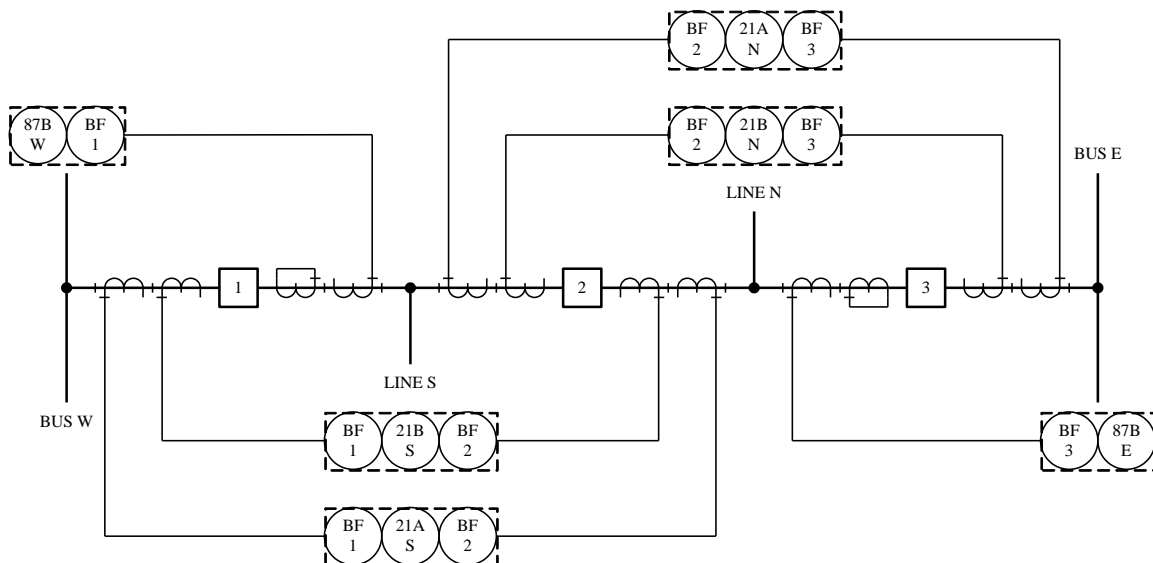 BF 21A BF
2 N 3
87B BF
W 1
BF 21B BF
2 N 3
BUS E
LINE N
1
2
3
LINE S
BUS W
BF 21B BF
1 S 2
BF 87B
3 E
BF 21A BF
1 S 2